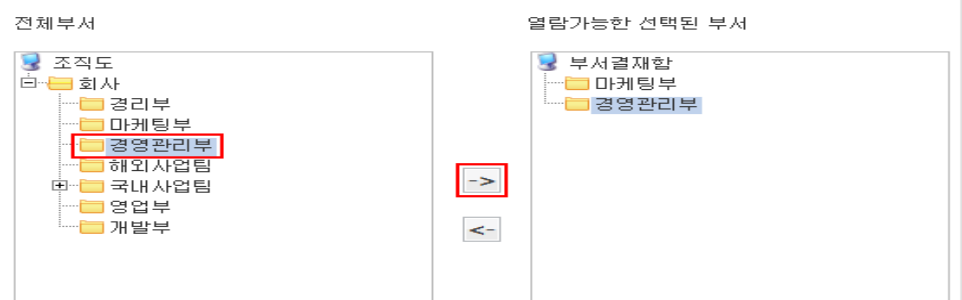 전체부서
조직도
회사
경리부
마케팅부
경영관리부
해외사업팀
국내사업팀
영업부
개발부
->
<-
열람가능한 선택된 부서
부서결재함
마케팅부
경영관리부